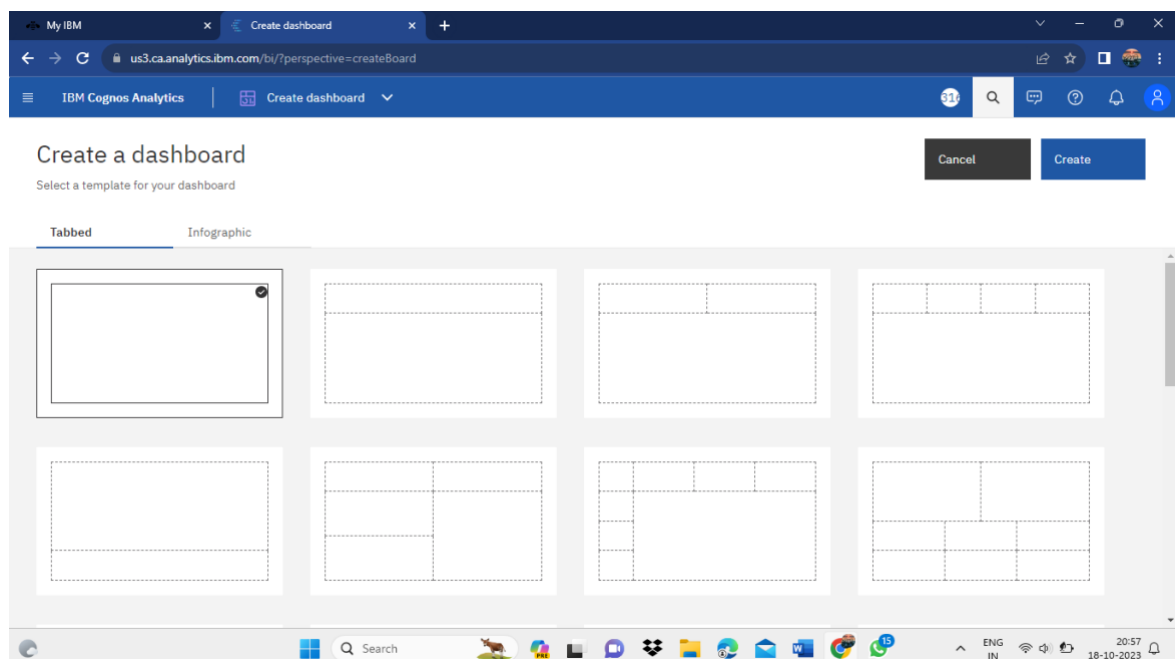 My IBM
Create dashboard
us3.ca.analytics.ibm.com/bi/?perspective=createBoard
IBM Cognos Analytics
Create dashboard
Create a dashboard
Cancel
Create
Select a template for your dashboard
Tabbed
Infographic
Search
PRE
15
ENG
IN
20:57
18-10-2023